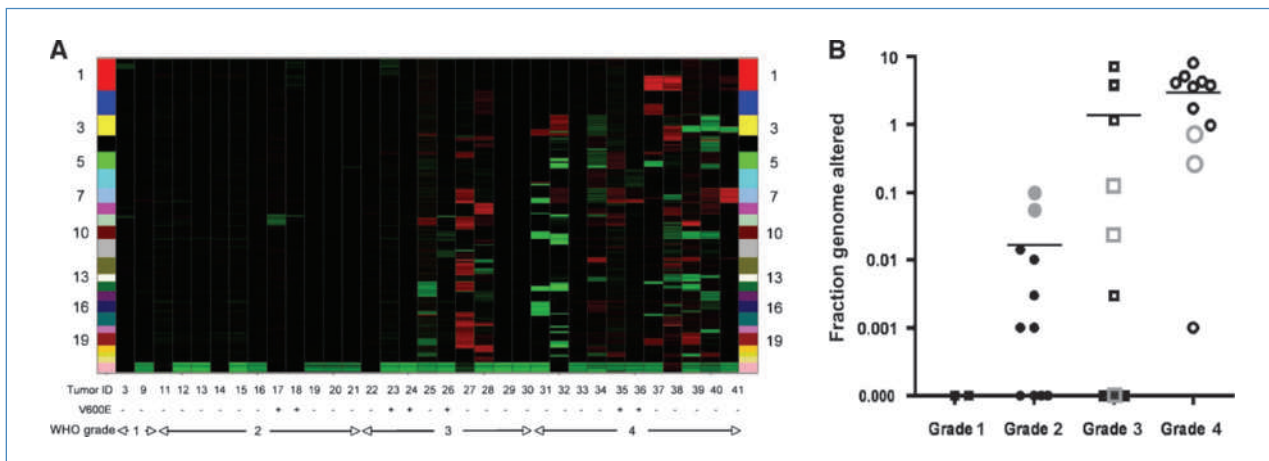 A
1 1
3 3
5 5
7 7
10 10
13 13
16 16
19 19
Tumor ID 3 9 11 12 13 14 15 16 17 18 19 20 21 22 23 24 25 26 27 28 29 30 31 32 33 34 35 36 37 38 39 40 41
V600E - - - - - - - - + + - - - - + + - + - - - - - - - - + + - - - - -
WHO grade 1 2 3 4
B
Fraction genome altered
10
1
0.1
0.01
0.001
0.000
Grade 1 Grade 2 Grade 3 Grade 4